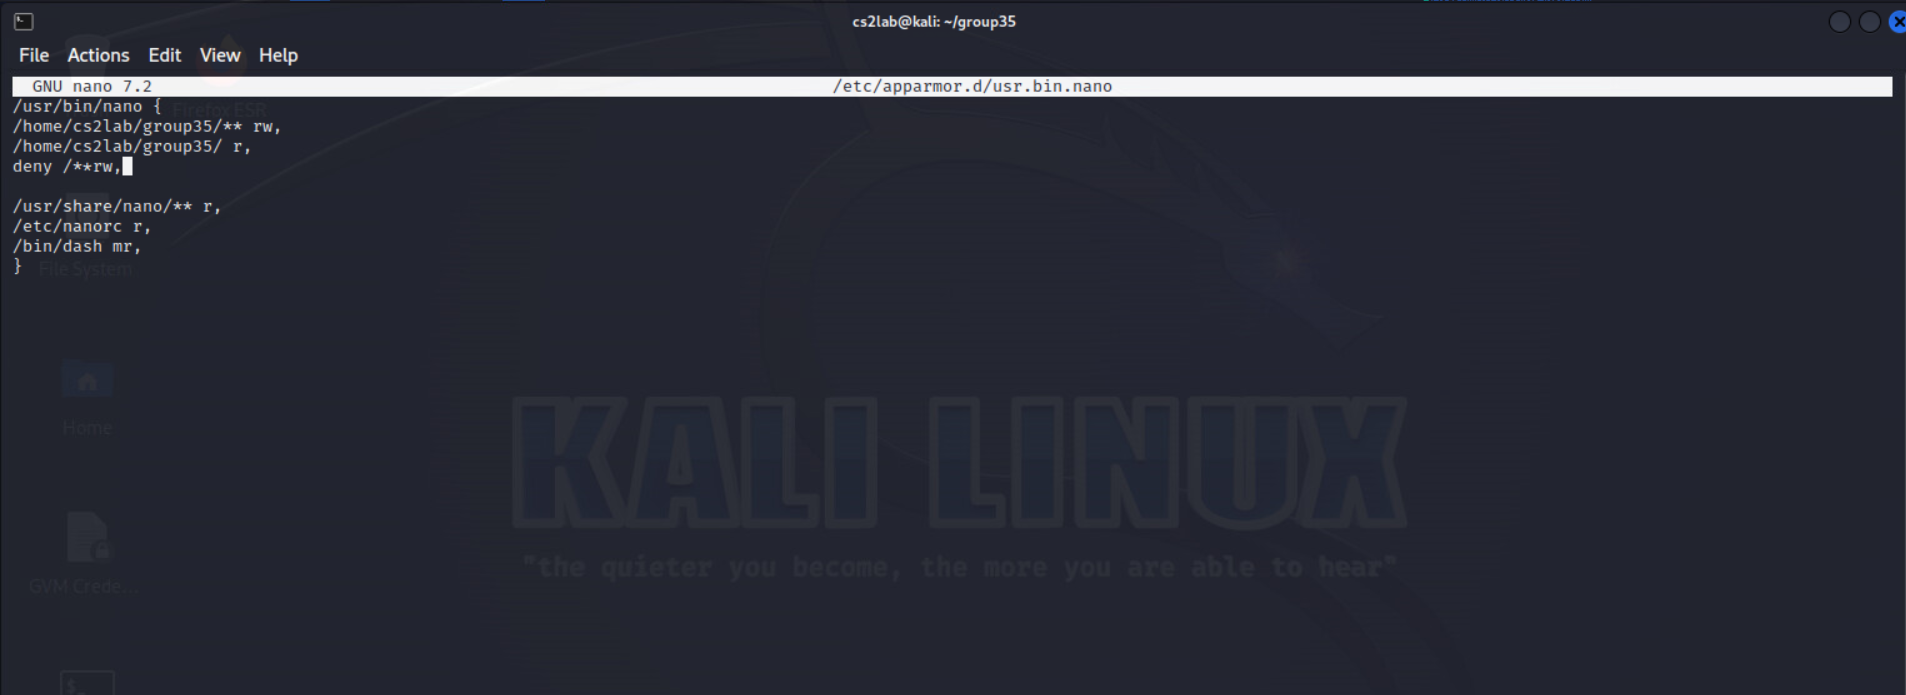 cs2lab@kali: ~/group35
File Actions Edit View Help
GNU nano 7.2 /etc/apparmor.d/usr.bin.nano
/usr/bin/nano {
Firefox ESR
/home/cs2lab/group35/** rw,
/home/cs2lab/group35/ r,
deny /**rw,
/usr/share/nano/** r,
/etc/nanorc r,
/bin/dash mr,
}
File System
Home
KALI LINUX
"the quieter you become, the more you are able to hear"
GVM Crede...
$_